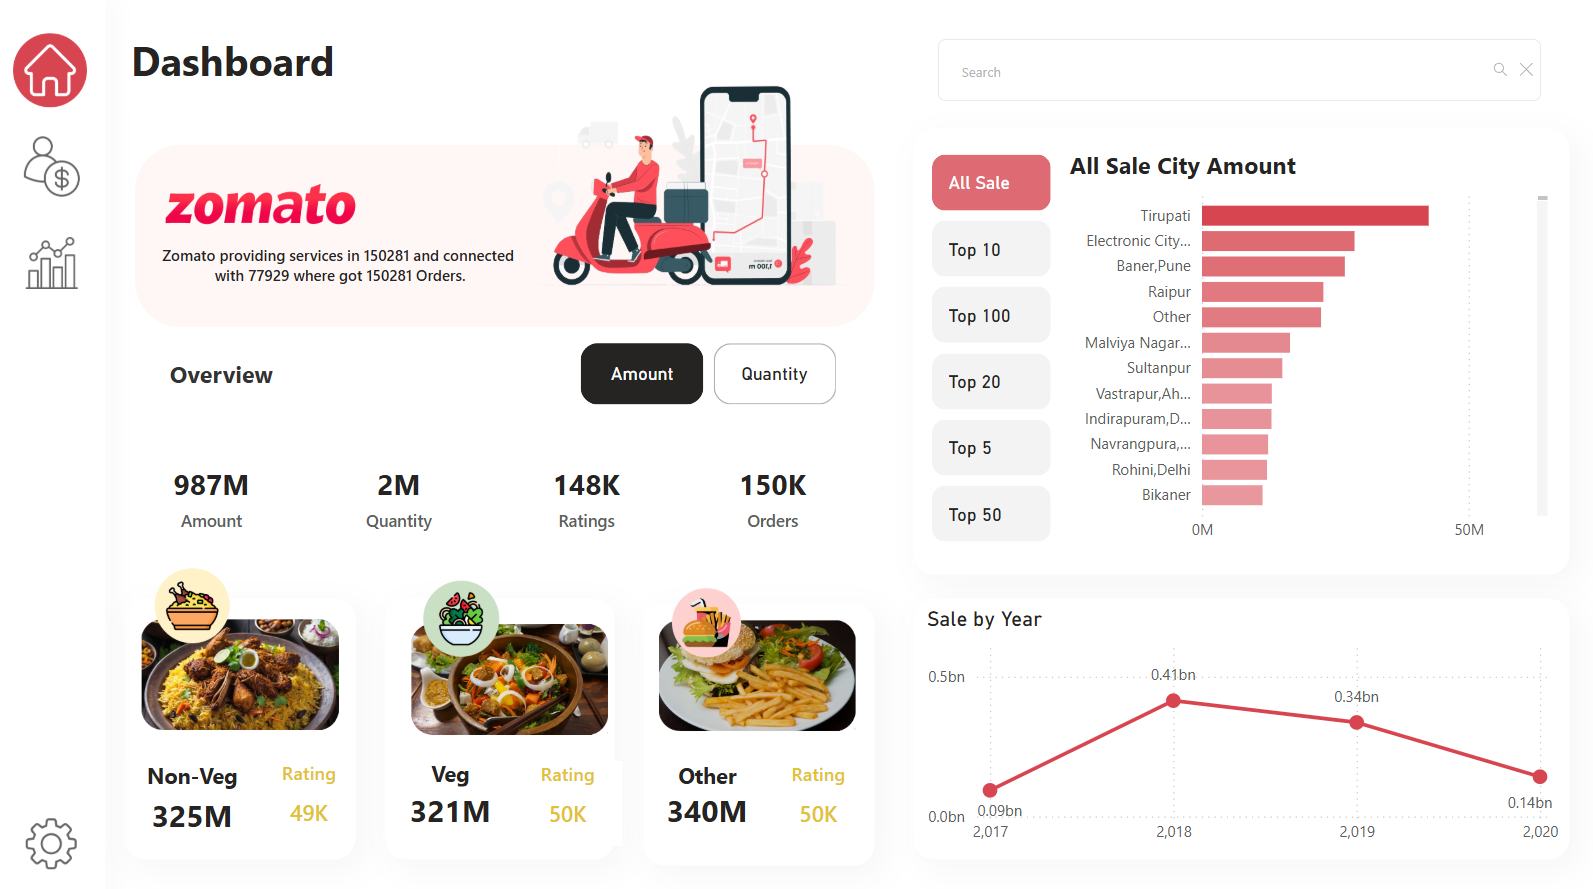 Dashboard
Search
zomato
Zomato providing services in 150281 and connected
with 77929 where got 150281 Orders.
Overview
Amount
Quantity
987M
Amount
2M
Quantity
148K
Ratings
150K
Orders
Non-Veg
Rating
325M
49K
Veg
Rating
321M
50K
Other
Rating
340M
50K
All Sale
Top 10
Top 100
Top 20
Top 5
Top 50
All Sale City Amount
Tirupati
Electronic City...
Baner,Pune
Raipur
Other
Malviya Nagar...
Sultanpur
Vastrapur,Ah...
Indirapuram,D...
Navrangpura,...
Rohini,Delhi
Bikaner
0M
50M
Sale by Year
0.5bn
0.0bn
0.09bn
0.41bn
0.34bn
0.14bn
2,017
2,018
2,019
2,020